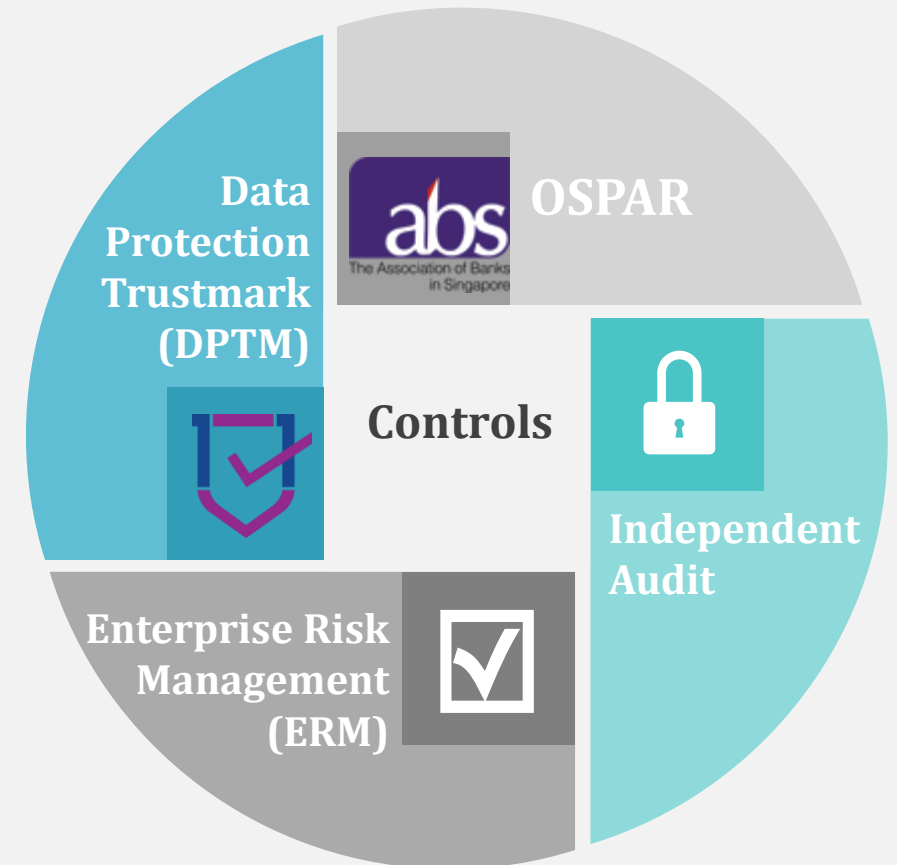 Data
Protection
Trustmark
(DPTM)
abs
The Association of Banks
in Singapore
OSPAR
Controls
Independent
Audit
Enterprise Risk
Management
(ERM)